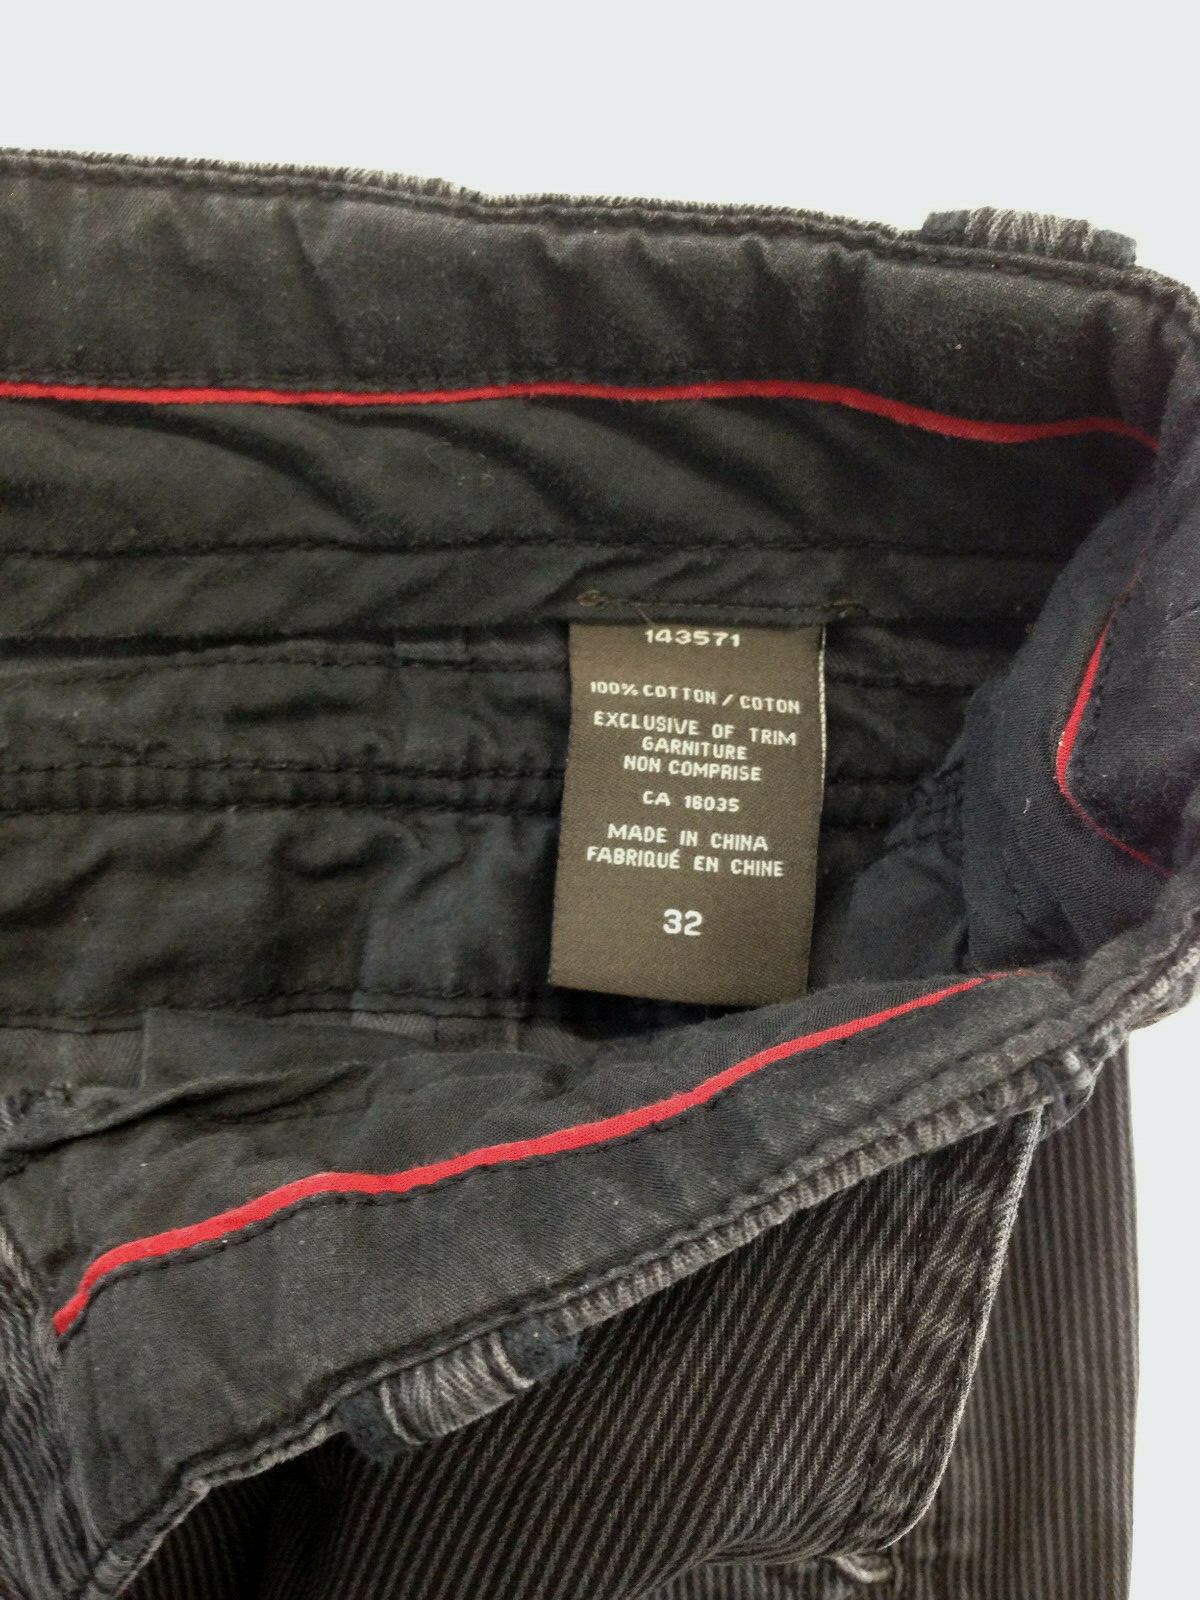 143571
100% COTTON / COTON
EXCLUSIVE OF TRIM
GARNITURE
NON COMPRISE
CA 16035
MADE IN CHINA
FABRIQUÉ EN CHINE
32